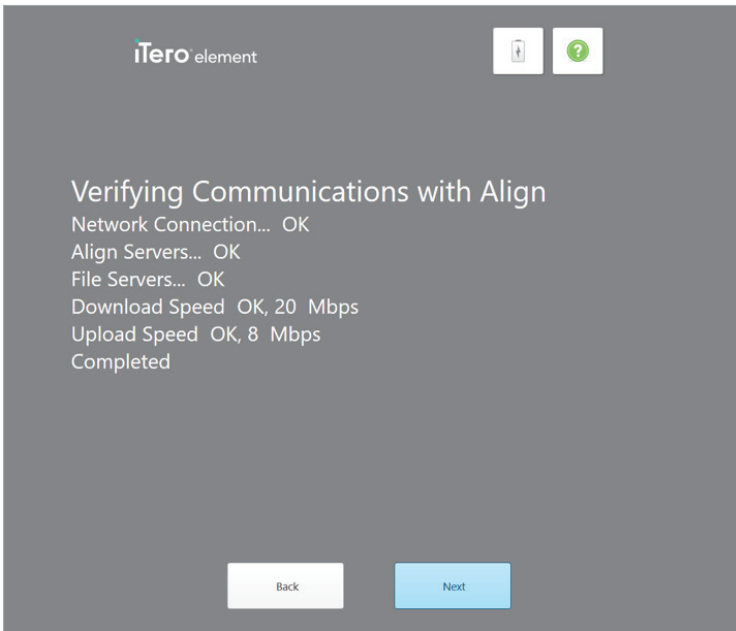 iTero element
?
Verifying Communications with Align
Network Connection... OK
Align Servers... OK
File Servers... OK
Download Speed OK, 20 Mbps
Upload Speed OK, 8 Mbps
Completed
Back Next